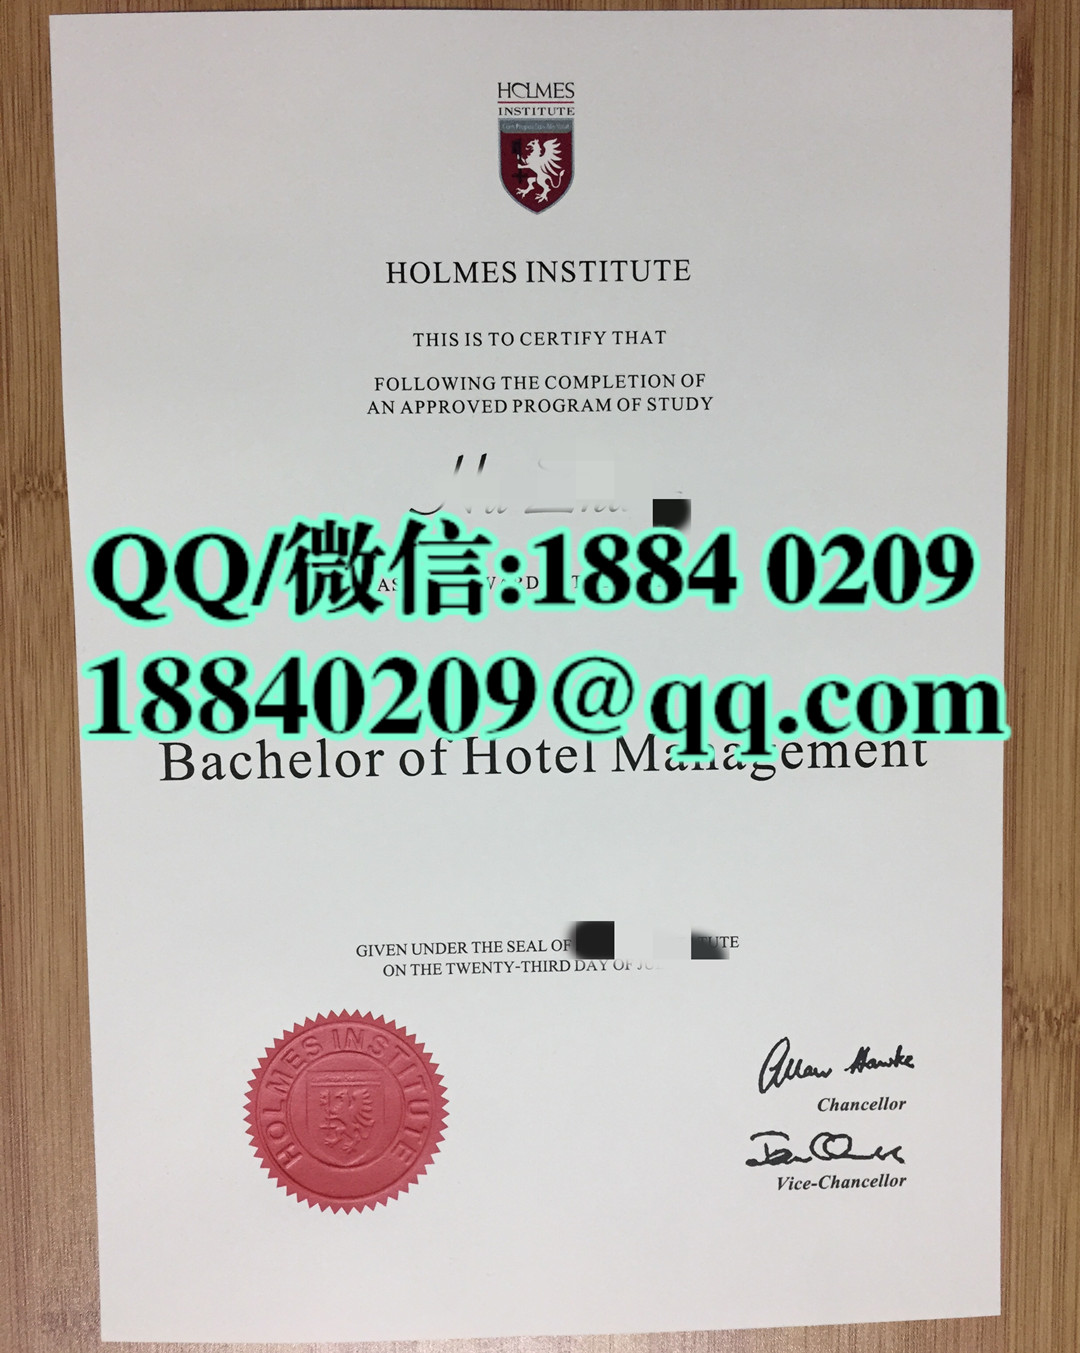 HOLMES
INSTITUTE
HOLMES INSTITUTE
THIS IS TO CERTIFY THAT
FOLLOWING THE COMPLETION OF
AN APPROVED PROGRAM OF STUDY
QQ/微信:1884 0209
18840209@qq.com
Bachelor of Hotel Management
GIVEN UNDER THE SEAL OF
ON THE TWENTY-THIRD DAY OF
HOLMES INSTITUTE
Allan Hawke
Chancellor
Vice-Chancellor